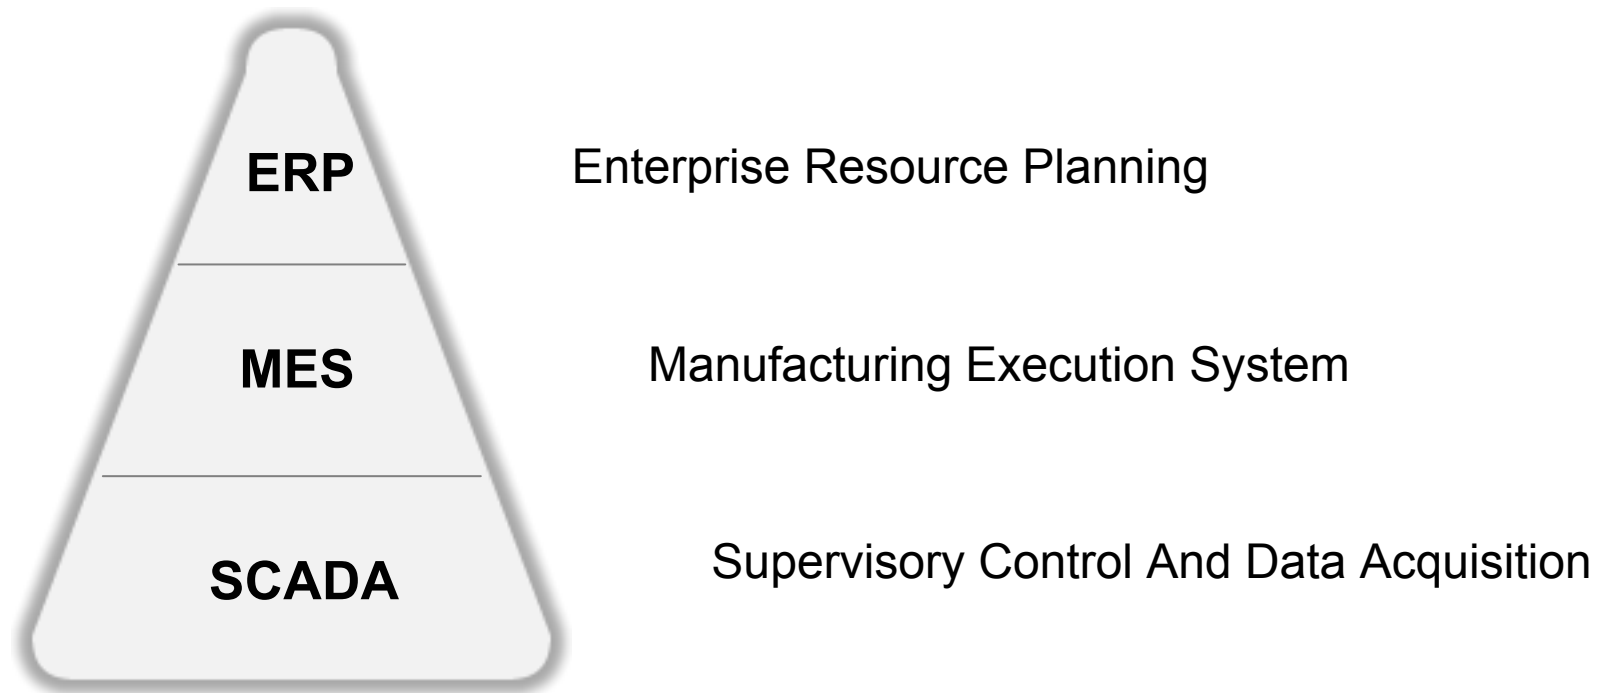 ERP
Enterprise Resource Planning
MES
Manufacturing Execution System
SCADA
Supervisory Control And Data Acquisition